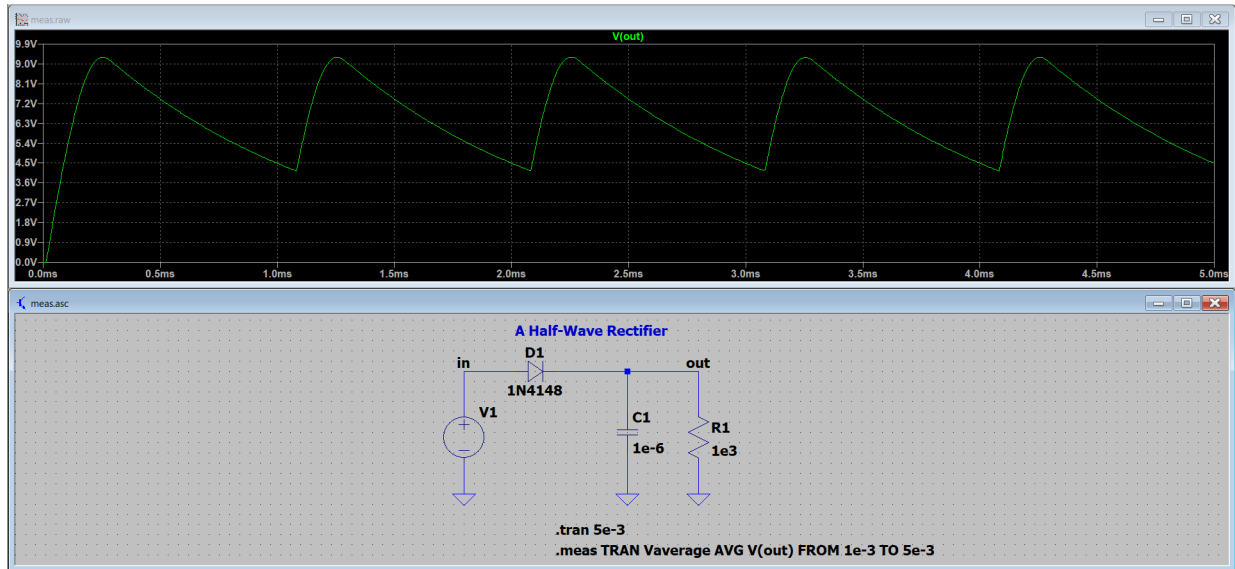 meas.raw
V(out)
9.9V
9.0V
8.1V
7.2V
6.3V
5.4V
4.5V
3.6V
2.7V
1.8V
0.9V
0.0V
0.0ms 0.5ms 1.0ms 1.5ms 2.0ms 2.5ms 3.0ms 3.5ms 4.0ms 4.5ms 5.0ms
meas.asc
A Half-Wave Rectifier
in D1 out
1N4148
V1 C1 R1
1e-6 1e3
.tran 5e-3
.meas TRAN Vaverage AVG V(out) FROM 1e-3 TO 5e-3